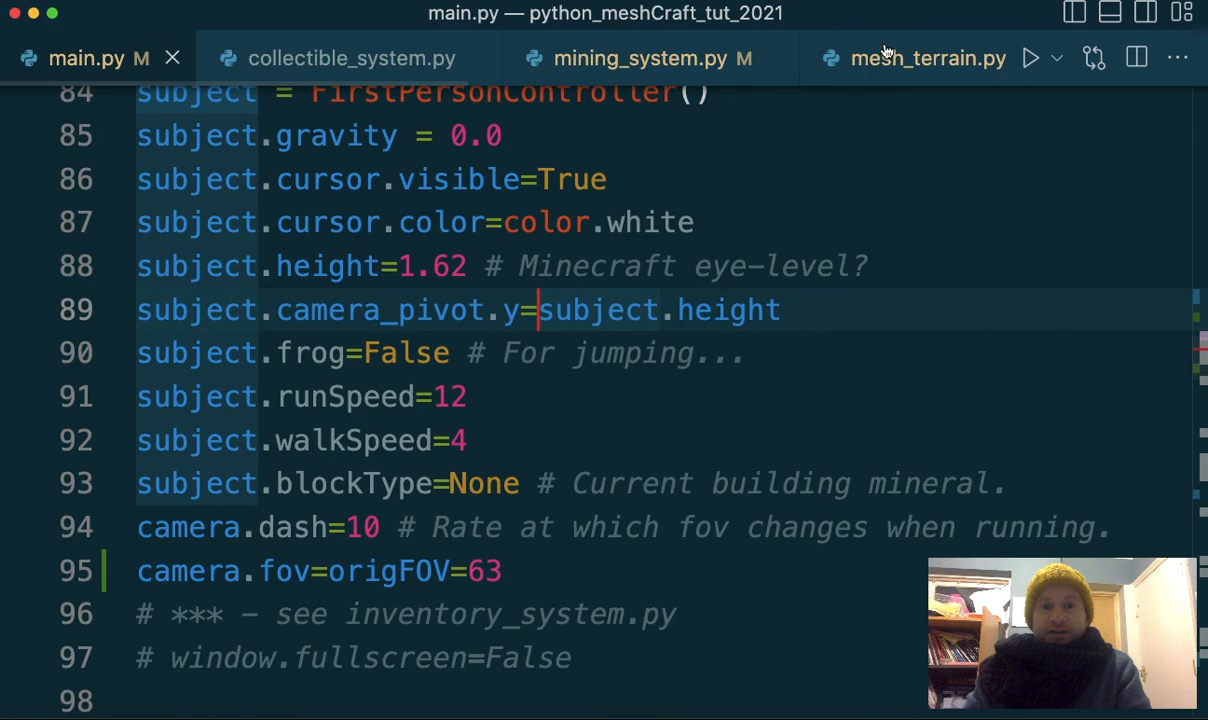 main.py — python_meshCraft_tut_2021
main.py M collectible_system.py mining_system.py M mesh_terrain.py
84 subject = FirstPersonController()
85 subject.gravity = 0.0
86 subject.cursor.visible=True
87 subject.cursor.color=color.white
88 subject.height=1.62 # Minecraft eye-level?
89 subject.camera_pivot.y=subject.height
90 subject.frog=False # For jumping...
91 subject.runSpeed=12
92 subject.walkSpeed=4
93 subject.blockType=None # Current building mineral.
94 camera.dash=10 # Rate at which fov changes when running.
95 camera.fov=origFOV=63
96 # *** - see inventory_system.py
97 # window.fullscreen=False
98